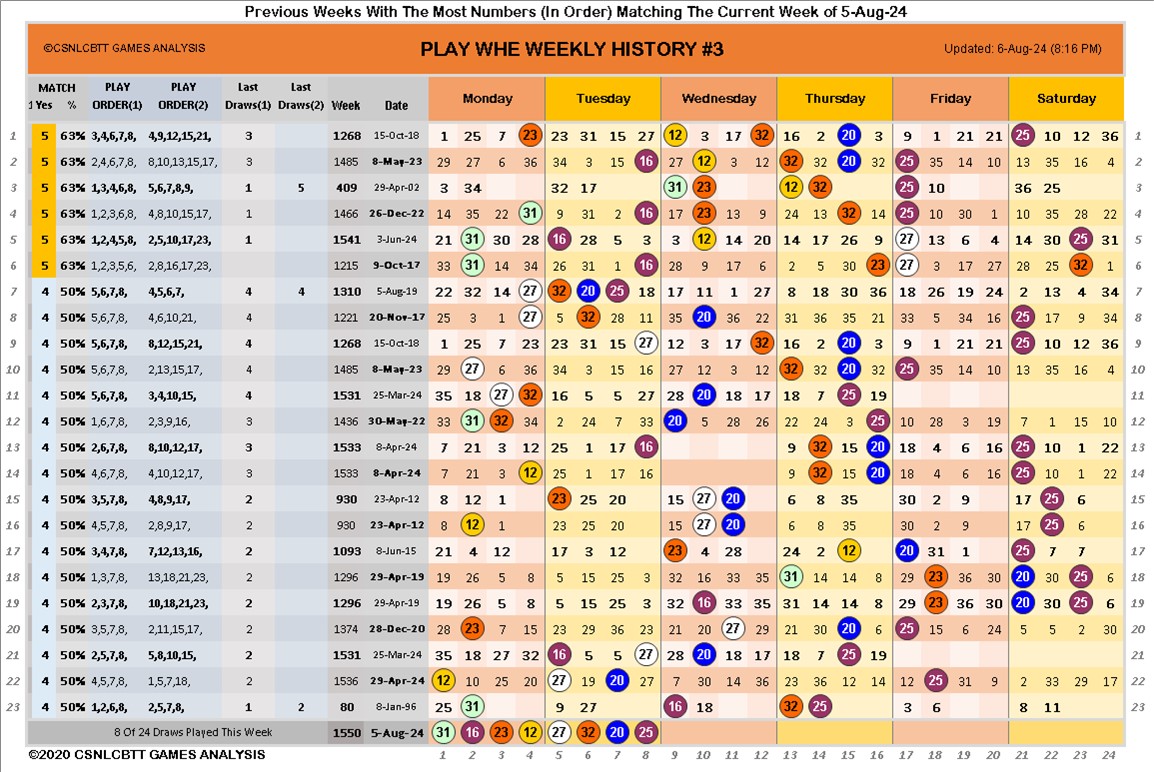 Previous Weeks With The Most Numbers (In Order) Matching The Current Week of 5-Aug-24
©CSNLCBTT GAMES ANALYSIS PLAY WHE WEEKLY HISTORY #3 Updated: 6-Aug-24 (8:16 PM)
MATCH PLAY PLAY Last Last Monday Tuesday Wednesday Thursday Friday Saturday
1 Yes % ORDER(1) ORDER(2) Draws(1) Draws(2) Week Date
1 5 63% 3,4,6,7,8, 4,9,12,15,21, 3 1268 15-Oct-18 1 25 7 23 23 31 15 27 12 3 17 32 16 2 20 3 9 1 21 21 25 10 12 36 1
2 5 63% 2,4,6,7,8, 8,10,13,15,17, 3 1485 8-May-23 29 27 6 36 34 3 15 16 27 12 3 12 32 32 20 32 25 35 14 10 13 35 16 4 2
3 5 63% 1,3,4,6,8, 5,6,7,8,9, 1 5 409 29-Apr-02 3 34 32 17 31 23 12 32 25 10 36 25 3
4 5 63% 1,2,3,6,8, 4,8,10,15,17, 1 1466 26-Dec-22 14 35 22 31 9 31 2 16 17 23 13 9 24 13 32 14 25 10 30 1 10 35 28 22 4
5 5 63% 1,2,4,5,8, 2,5,10,17,23, 1 1541 3-Jun-24 21 31 30 28 16 28 5 3 3 12 14 20 14 17 26 9 27 13 6 4 14 30 25 31 5
6 5 63% 1,2,3,5,6, 2,8,16,17,23, 1215 9-Oct-17 33 31 14 34 26 31 1 16 28 9 17 6 2 5 30 23 27 3 17 27 28 25 32 1 6
7 4 50% 5,6,7,8, 4,5,6,7, 4 4 1310 5-Aug-19 22 32 14 27 32 20 25 18 17 11 1 27 8 18 30 36 18 26 19 24 2 13 4 34 7
8 4 50% 5,6,7,8, 4,6,10,21, 4 1221 20-Nov-17 25 3 1 27 5 32 28 11 35 20 36 22 31 36 35 21 33 5 34 16 25 17 9 34 8
9 4 50% 5,6,7,8, 8,12,15,21, 4 1268 15-Oct-18 1 25 7 23 23 31 15 27 12 3 17 32 16 2 20 3 9 1 21 21 25 10 12 36 9
10 4 50% 5,6,7,8, 2,13,15,17, 4 1485 8-May-23 29 27 6 36 34 3 15 16 27 12 3 12 32 32 20 32 25 35 14 10 13 35 16 4 10
11 4 50% 5,6,7,8, 3,4,10,15, 4 1531 25-Mar-24 35 18 27 32 16 5 5 27 28 20 18 17 18 7 25 19 11
12 4 50% 1,6,7,8, 2,3,9,16, 3 1436 30-May-22 33 31 32 34 2 24 7 33 20 5 28 26 22 24 3 25 10 28 3 19 7 1 15 10 12
13 4 50% 2,6,7,8, 8,10,12,17, 3 1533 8-Apr-24 7 21 3 12 25 1 17 16 9 32 15 20 18 4 6 16 25 10 1 22 13
14 4 50% 4,6,7,8, 4,10,12,17, 3 1533 8-Apr-24 7 21 3 12 25 1 17 16 9 32 15 20 18 4 6 16 25 10 1 22 14
15 4 50% 3,5,7,8, 4,8,9,17, 2 930 23-Apr-12 8 12 1 23 25 20 15 27 20 6 8 35 30 2 9 17 25 6 15
16 4 50% 4,5,7,8, 2,8,9,17, 2 930 23-Apr-12 8 12 1 23 25 20 15 27 20 6 8 35 30 2 9 17 25 6 16
17 4 50% 3,4,7,8, 7,12,13,16, 2 1093 8-Jun-15 21 4 12 17 3 12 23 4 28 24 2 12 20 31 1 25 7 7 17
18 4 50% 1,3,7,8, 13,18,21,23, 2 1296 29-Apr-19 19 26 5 8 5 15 25 3 32 16 33 35 31 14 14 8 29 23 36 30 20 30 25 6 18
19 4 50% 2,3,7,8, 10,18,21,23, 2 1296 29-Apr-19 19 26 5 8 5 15 25 3 32 16 33 35 31 14 14 8 29 23 36 30 20 30 25 6 19
20 4 50% 3,5,7,8, 2,11,15,17, 2 1374 28-Dec-20 28 23 7 15 23 29 36 23 21 20 27 29 21 30 20 6 25 15 6 24 5 5 2 30 20
21 4 50% 2,5,7,8, 5,8,10,15, 2 1531 25-Mar-24 35 18 27 32 16 5 5 27 28 20 18 17 18 7 25 19 21
22 4 50% 4,5,7,8, 1,5,7,18, 2 1536 29-Apr-24 12 10 25 20 27 19 20 27 7 30 14 36 23 36 12 14 12 25 31 9 2 33 29 17 22
23 4 50% 1,2,6,8, 2,5,7,8, 1 2 80 8-Jan-96 25 31 9 27 16 18 32 25 3 6 8 11 23
8 Of 24 Draws Played This Week 1550 5-Aug-24 31 16 23 12 27 32 20 25
©2020 CSNLCBTT GAMES ANALYSIS 1 2 3 4 5 6 7 8 9 10 11 12 13 14 15 16 17 18 19 20 21 22 23 24